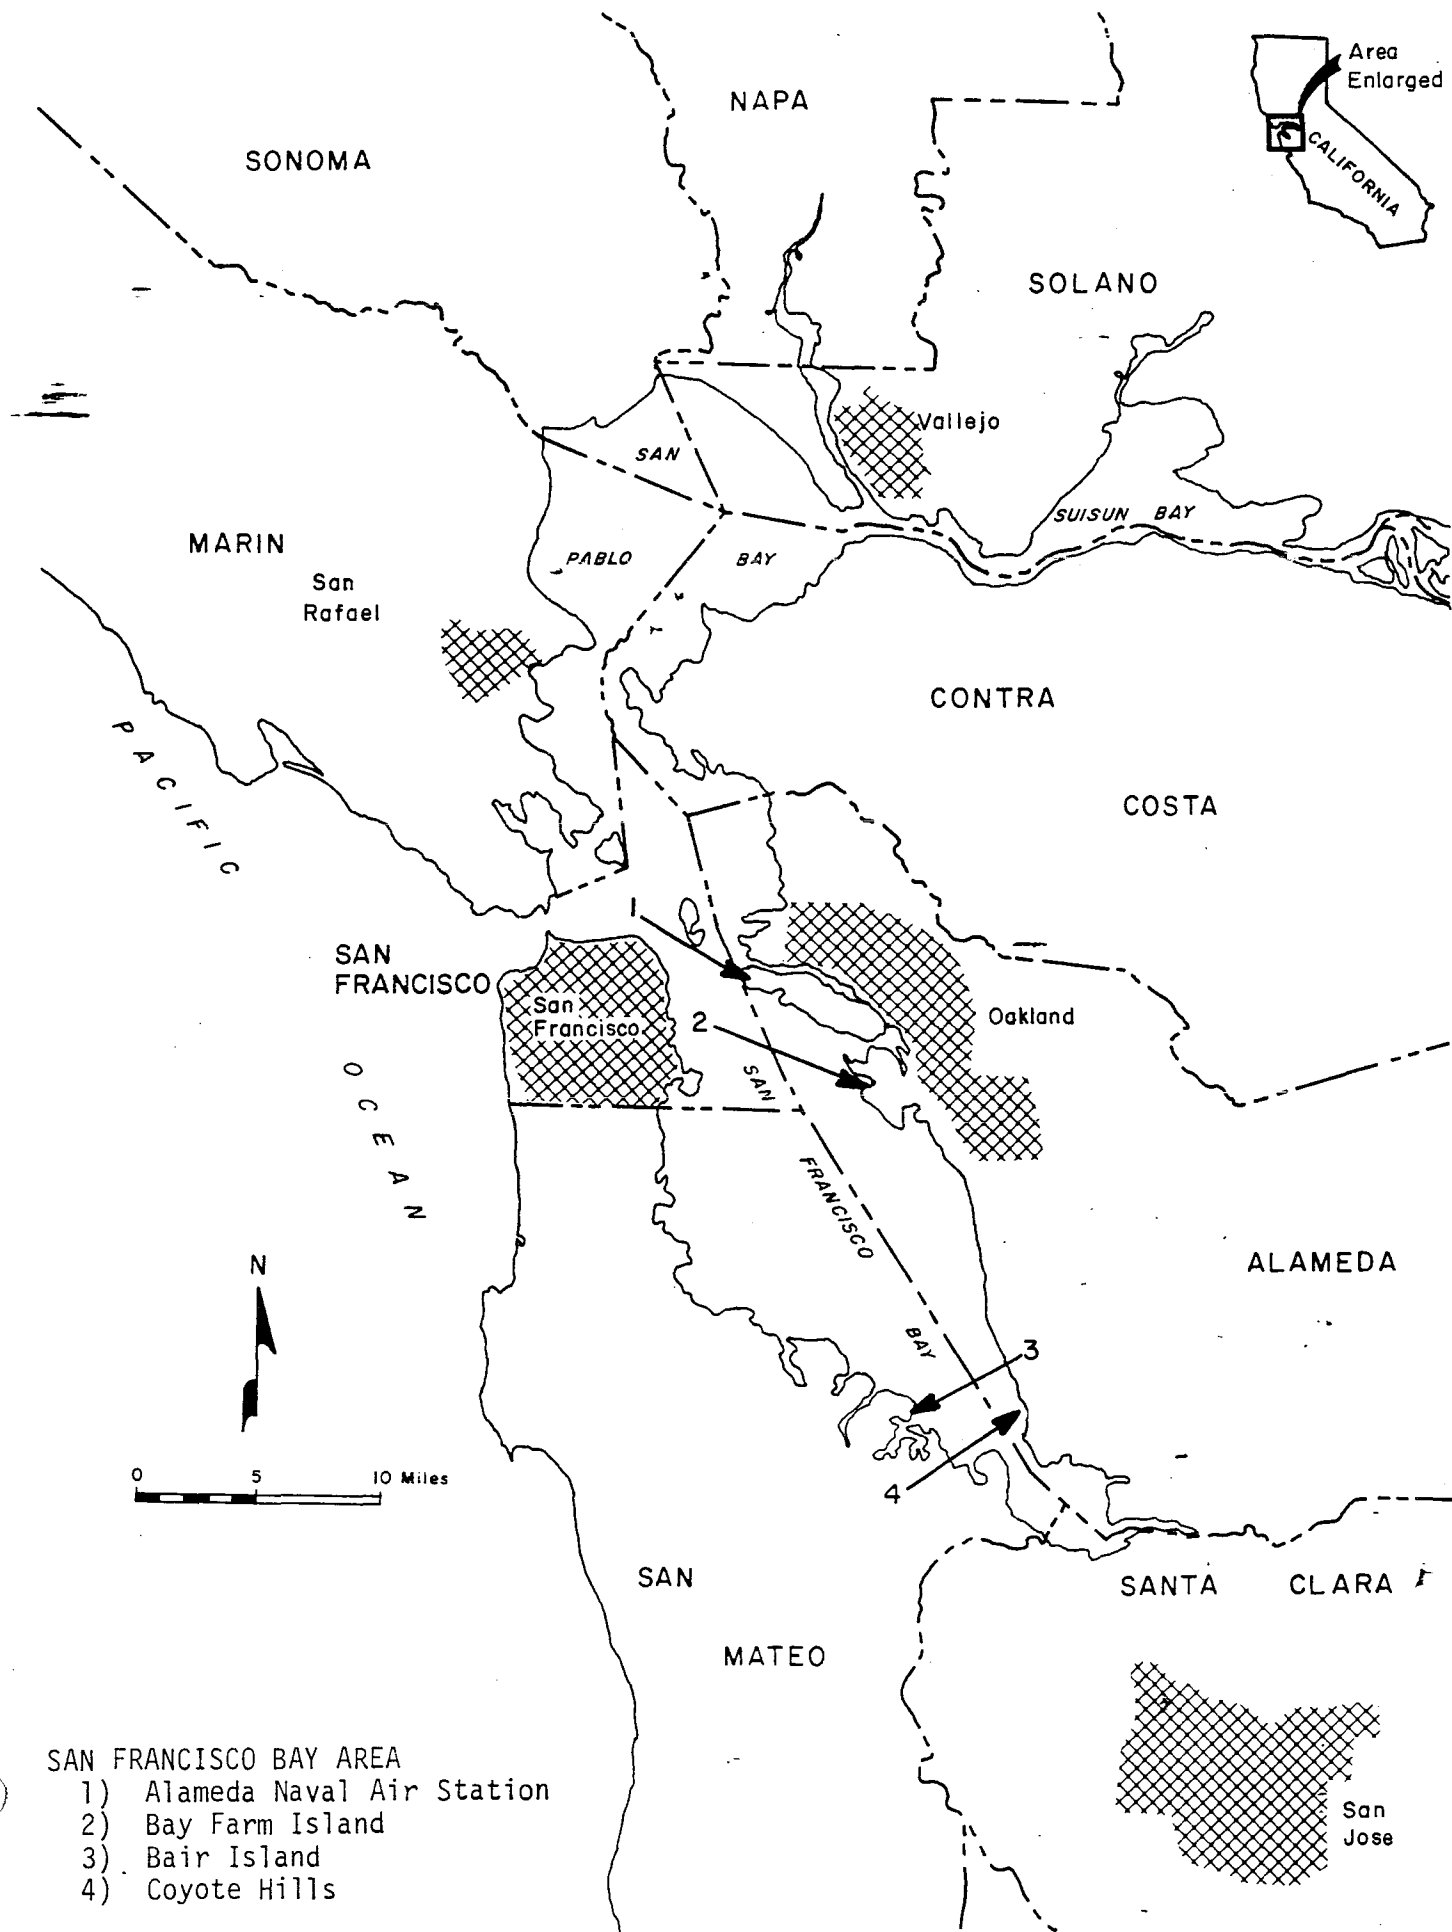 NAPA
SONOMA
Area
Enlarged
CALIFORNIA
SOLANO
Vallejo
SAN
PABLO
BAY
SUISUN BAY
MARIN
San
Rafael
CONTRA
COSTA
PACIFIC
OCEAN
1
SAN
FRANCISCO
San
Francisco
2
Oakland
SAN
FRANCISCO
BAY
ALAMEDA
3
4
N
0 5 10 Miles
SAN
MATEO
SANTA CLARA
San
Jose
SAN FRANCISCO BAY AREA
1) Alameda Naval Air Station
2) Bay Farm Island
3) Bair Island
4) Coyote Hills